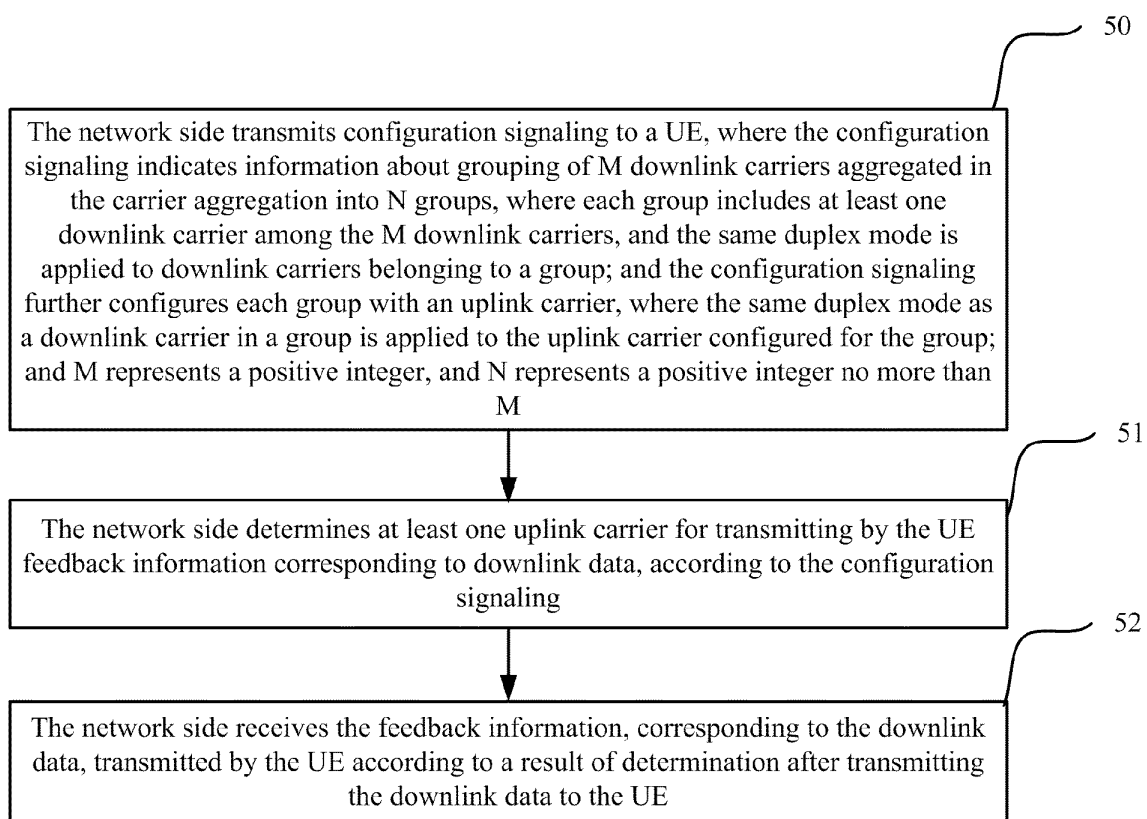 50
The network side transmits configuration signaling to a UE, where the configuration
signaling indicates information about grouping of M downlink carriers aggregated in
the carrier aggregation into N groups, where each group includes at least one
downlink carrier among the M downlink carriers, and the same duplex mode is
applied to downlink carriers belonging to a group; and the configuration signaling
further configures each group with an uplink carrier, where the same duplex mode as
a downlink carrier in a group is applied to the uplink carrier configured for the group;
and M represents a positive integer, and N represents a positive integer no more than
M
51
The network side determines at least one uplink carrier for transmitting by the UE
feedback information corresponding to downlink data, according to the configuration
signaling
52
The network side receives the feedback information, corresponding to the downlink
data, transmitted by the UE according to a result of determination after transmitting
the downlink data to the UE